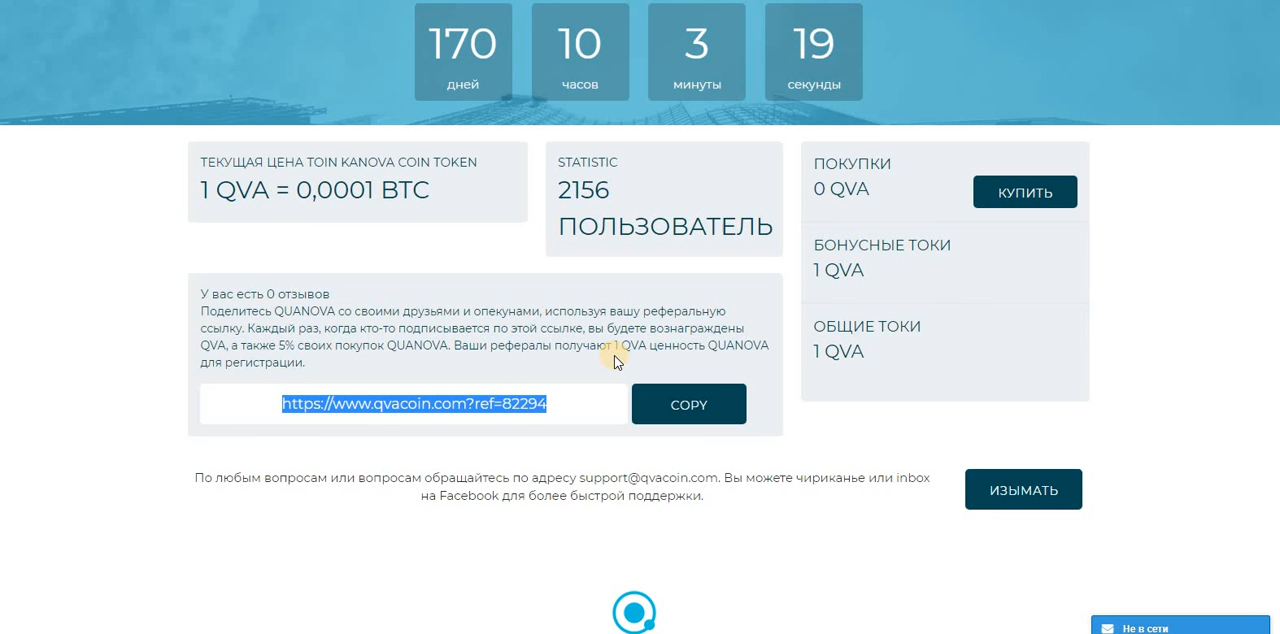 170
дней
10
часов
3
минуты
19
секунды
ТЕКУЩАЯ ЦЕНА TOIN KANOVA COIN TOKEN
1 QVA = 0,0001 BTC
STATISTIC
2156
ПОЛЬЗОВАТЕЛЬ
ПОКУПКИ
0 QVA
КУПИТЬ
БОНУСНЫЕ ТОКИ
1 QVA
ОБЩИЕ ТОКИ
1 QVA
У вас есть 0 отзывов
Поделитесь QUANOVA со своими друзьями и опекунами, используя вашу реферальную
ссылку. Каждый раз, когда кто-то подписывается по этой ссылке, вы будете вознаграждены
QVA, а также 5% своих покупок QUANOVA. Ваши рефералы получают 1 QVA ценность QUANOVA
для регистрации.
https://www.qvacoin.com?ref=82294
COPY
По любым вопросам или вопросам обращайтесь по адресу support@qvacoin.com. Вы можете чириканье или inbox
на Facebook для более быстрой поддержки.
ИЗЫМАТЬ
Не в сети